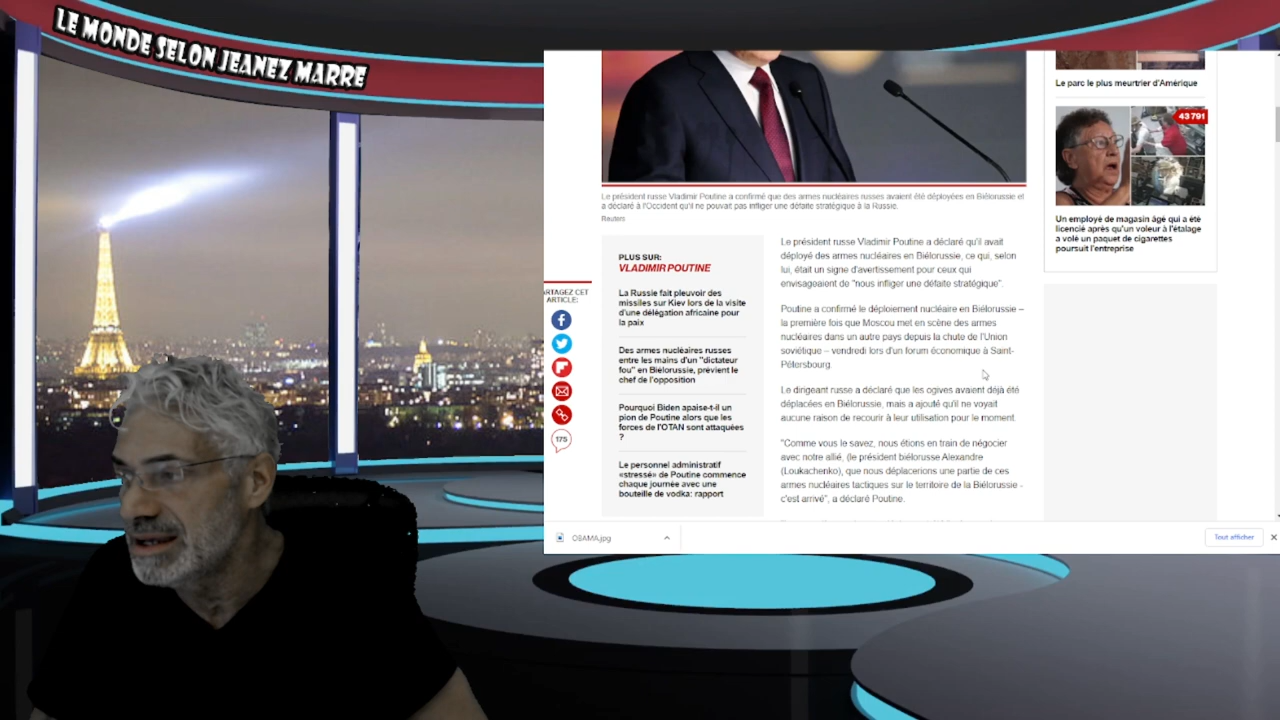 LE MONDE SELON JEANEZ MARRE
Le président russe Vladimir Poutine a confirmé que des armes nucléaires russes avaient été déployées en Biélorussie et
a déclaré à l'Occident qu'il ne pouvait pas infliger une défaite stratégique à la Russie.
Reuters
ARTAGEZ CET
ARTICLE:
175
PLUS SUR:
VLADIMIR POUTINE
La Russie fait pleuvoir des
missiles sur Kiev lors de la visite
d'une délégation africaine pour
la paix
Des armes nucléaires russes
entre les mains d'un "dictateur
fou" en Biélorussie, prévient le
chef de l'opposition
Pourquoi Biden apaise-t-il un
pion de Poutine alors que les
forces de l'OTAN sont attaquées
?
Le personnel administratif
«stressé» de Poutine commence
chaque journée avec une
bouteille de vodka: rapport
Le président russe Vladimir Poutine a déclaré qu'il avait
déployé des armes nucléaires en Biélorussie, ce qui, selon
lui, était un signe d'avertissement pour ceux qui
envisageaient de "nous infliger une défaite stratégique".
Poutine a confirmé le déploiement nucléaire en Biélorussie –
la première fois que Moscou met en scène des armes
nucléaires dans un autre pays depuis la chute de l'Union
soviétique – vendredi lors d'un forum économique à Saint-
Pétersbourg.
Le dirigeant russe a déclaré que les ogives avaient déjà été
déplacées en Biélorussie, mais a ajouté qu'il ne voyait
aucune raison de recourir à leur utilisation pour le moment.
"Comme vous le savez, nous étions en train de négocier
avec notre allié, (le président biélorusse Alexandre
(Loukachenko), que nous déplacerions une partie de ces
armes nucléaires tactiques sur le territoire de la Biélorussie -
c'est arrivé", a déclaré Poutine.
Le parc le plus meurtrier d'Amérique
43 791
Un employé de magasin âgé qui a été
licencié après qu'un voleur à l'étalage
a volé un paquet de cigarettes
poursuit l'entreprise
OBAMA.jpg
Tout afficher